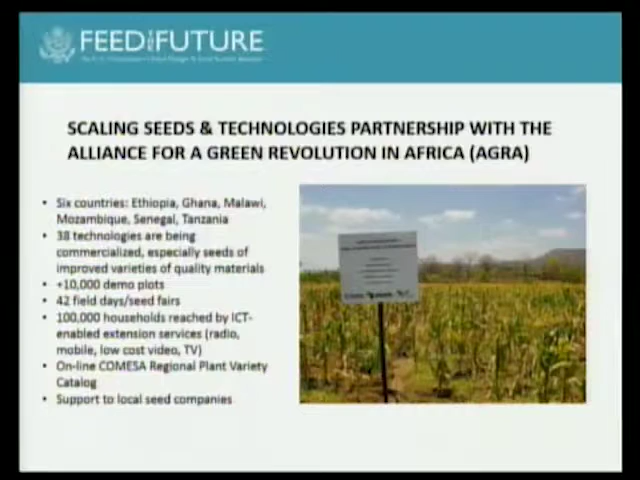 FEED THE FUTURE
SCALING SEEDS & TECHNOLOGIES PARTNERSHIP WITH THE
ALLIANCE FOR A GREEN REVOLUTION IN AFRICA (AGRA)
• Six countries: Ethiopia, Ghana, Malawi,
Mozambique, Senegal, Tanzania
• 38 technologies are being
commercialized, especially seeds of
improved varieties of quality materials
• +10,000 demo plots
• 42 field days/seed fairs
• 100,000 households reached by ICT-
enabled extension services (radio,
mobile, low cost video, TV)
• On-line COMESA Regional Plant Variety
Catalog
• Support to local seed companies